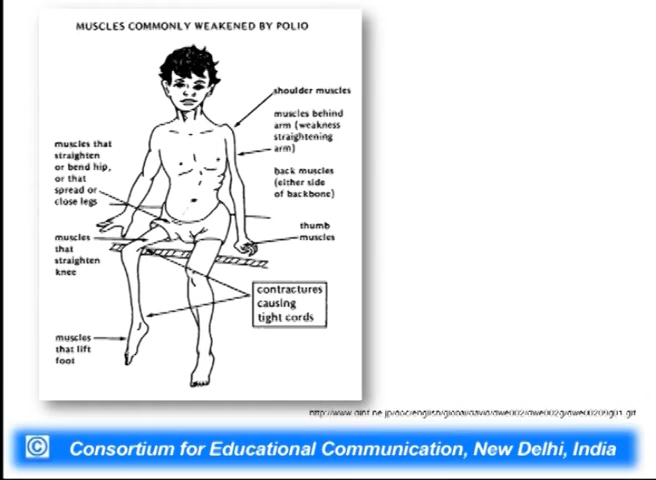 MUSCLES COMMONLY WEAKENED BY POLIO
shoulder muscles
muscles behind
arm (weakness
straightening
arm)
back muscles
(either side
of backbone)
thumb
muscles
muscles that
straighten
or bend hip,
or that
spread or
close legs
muscles
that
straighten
knee
contractures
causing
tight cords
muscles
that lift
foot
© Consortium for Educational Communication, New Delhi, India